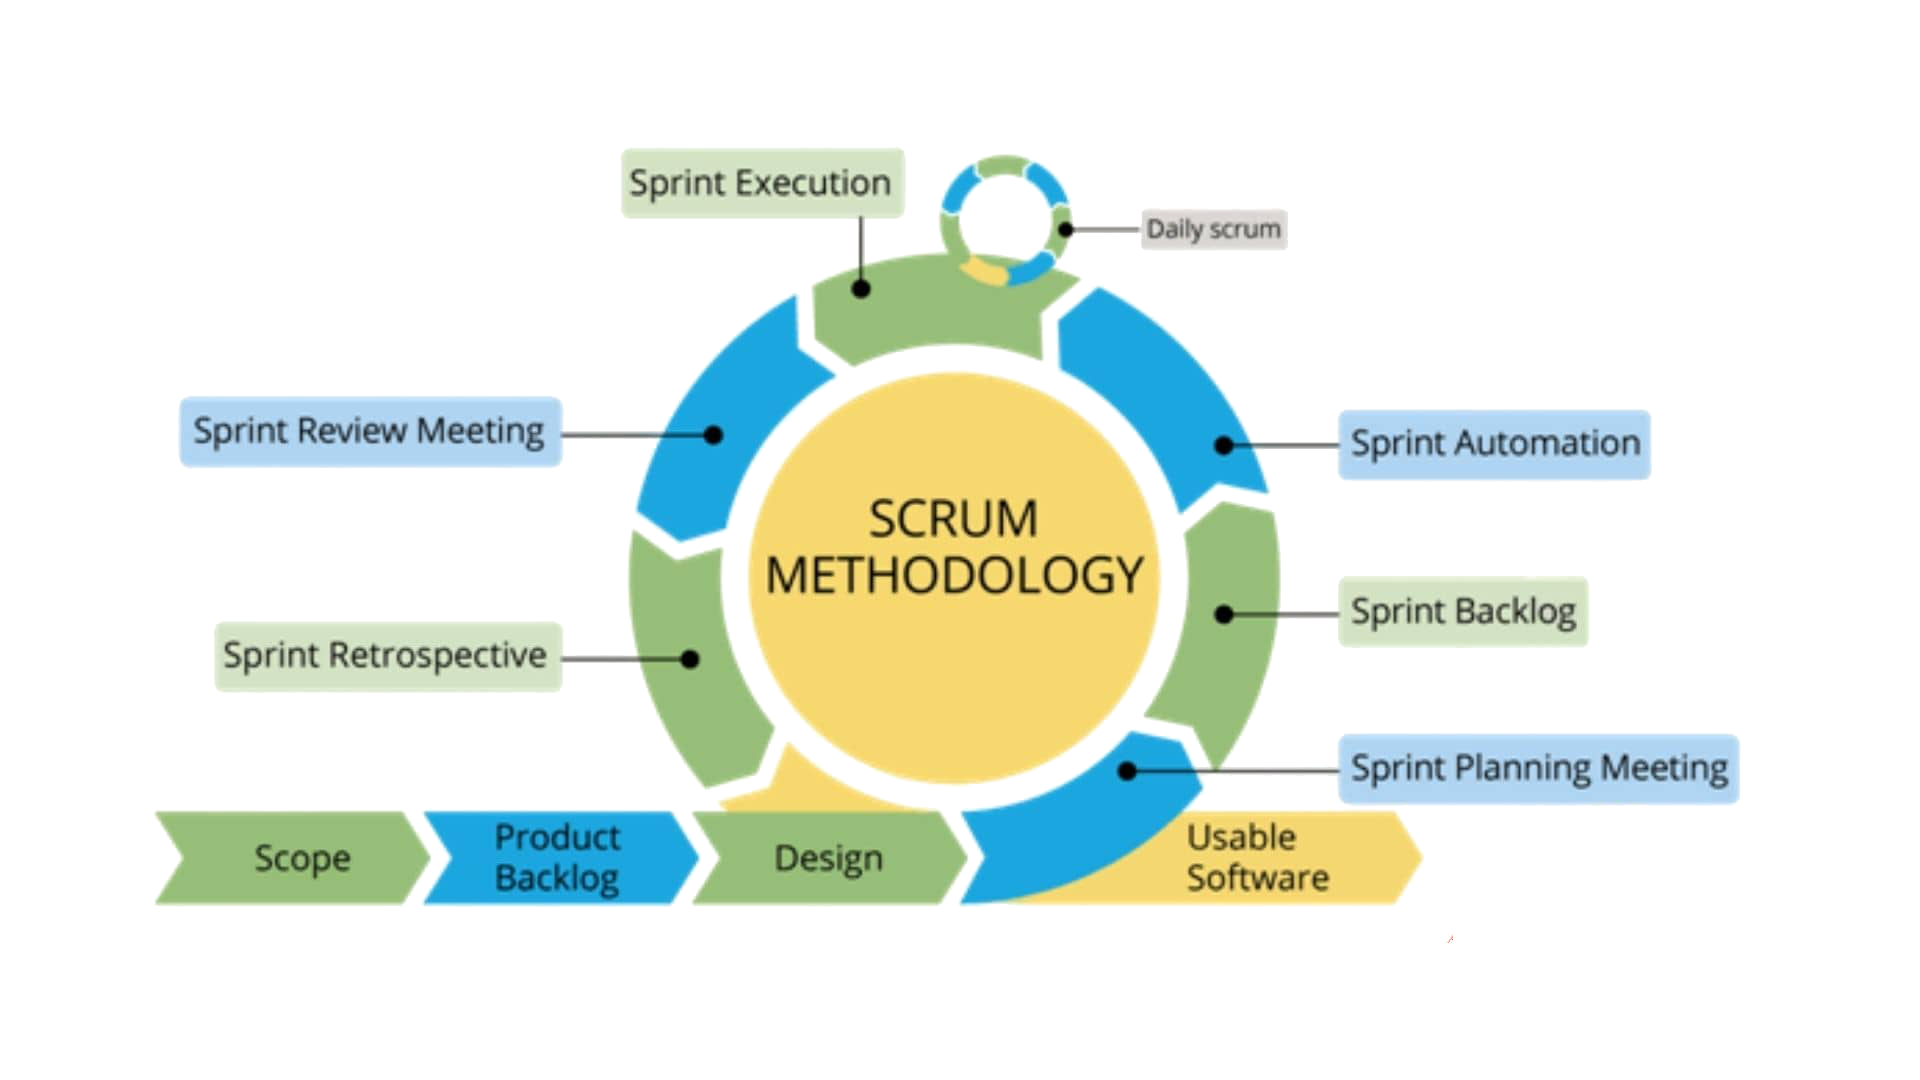 Sprint Execution
Daily scrum
Sprint Review Meeting
Sprint Automation
SCRUM
METHODOLOGY
Sprint Backlog
Sprint Retrospective
Sprint Planning Meeting
Scope
Product
Backlog
Design
Usable
Software